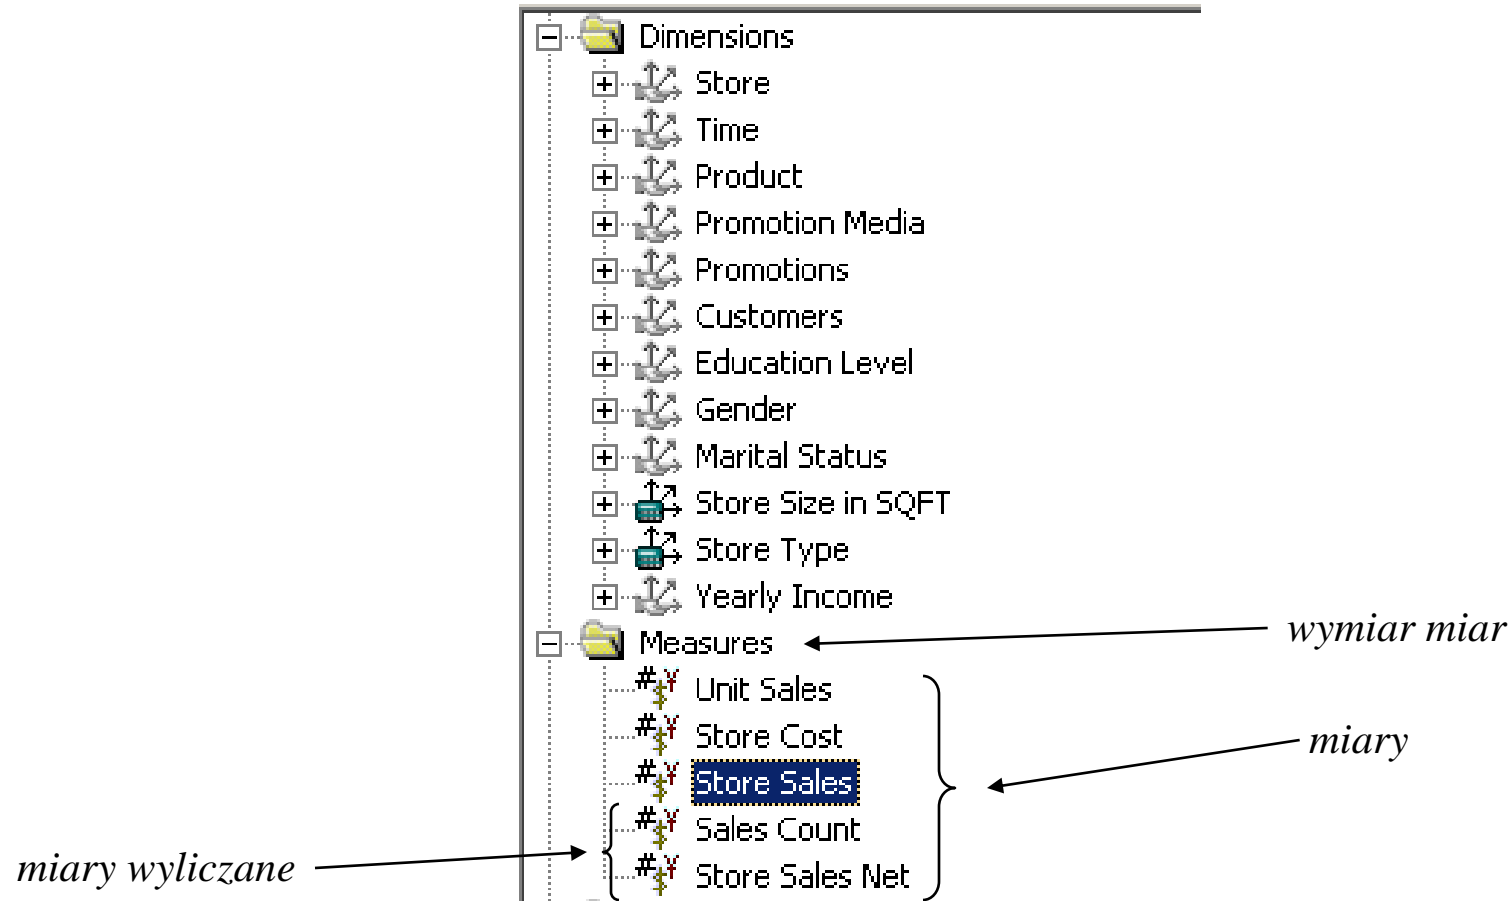 Dimensions
Store
Time
Product
Promotion Media
Promotions
Customers
Education Level
Gender
Marital Status
Store Size in SQFT
Store Type
Yearly Income
Measures
wymiar miar
Unit Sales
Store Cost
miary
Store Sales
Sales Count
miary wyliczane
Store Sales Net